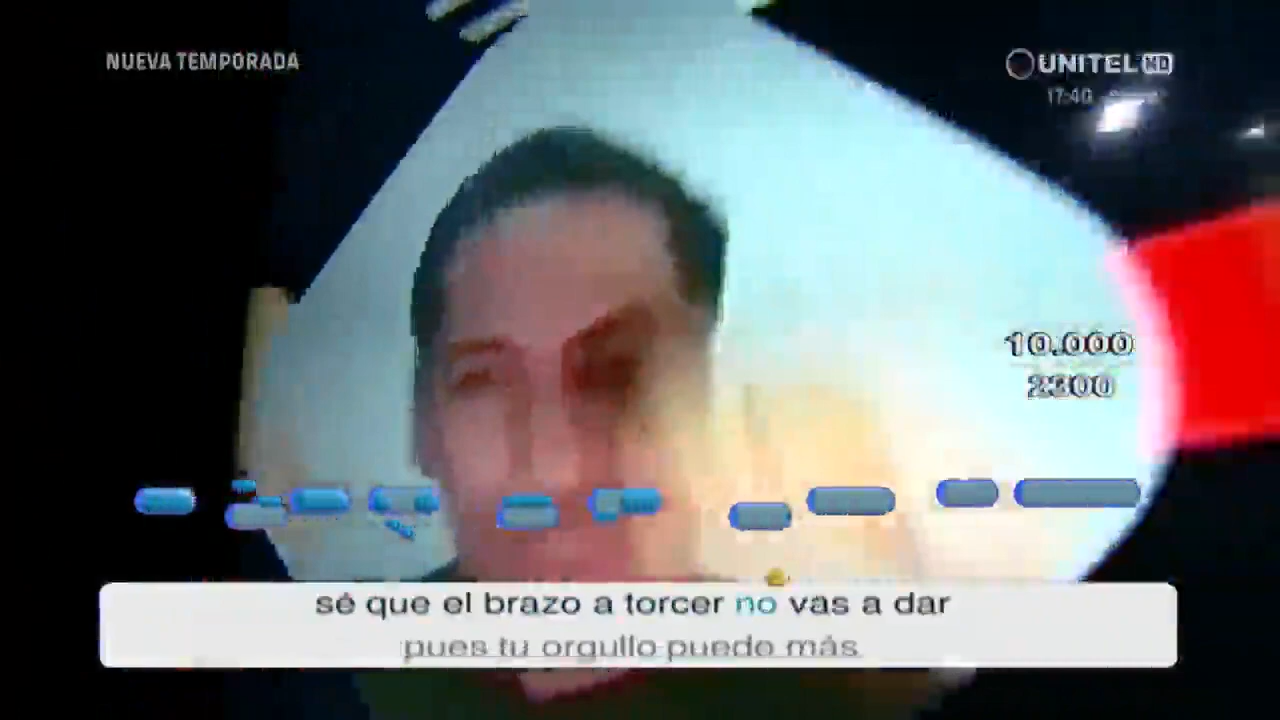 NUEVA TEMPORADA
UNITEL HD
17:40
10.000
sé que el brazo a torcer no vas a dar
pues tu orgullo puede más